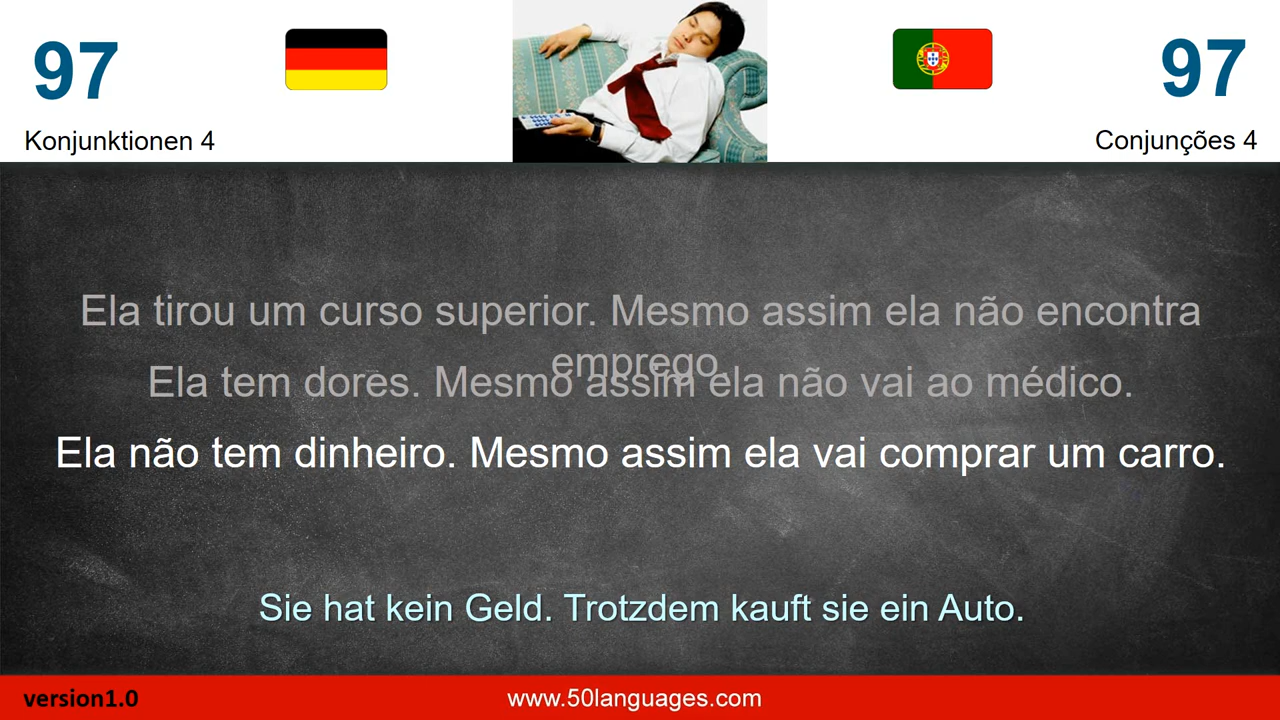 97
97
Konjunktionen 4
Conjunções 4
Ela tirou um curso superior. Mesmo assim ela não encontra
emprego.
Ela tem dores. Mesmo assim ela não vai ao médico.
Ela não tem dinheiro. Mesmo assim ela vai comprar um carro.
Sie hat kein Geld. Trotzdem kauft sie ein Auto.
version1.0
www.50languages.com